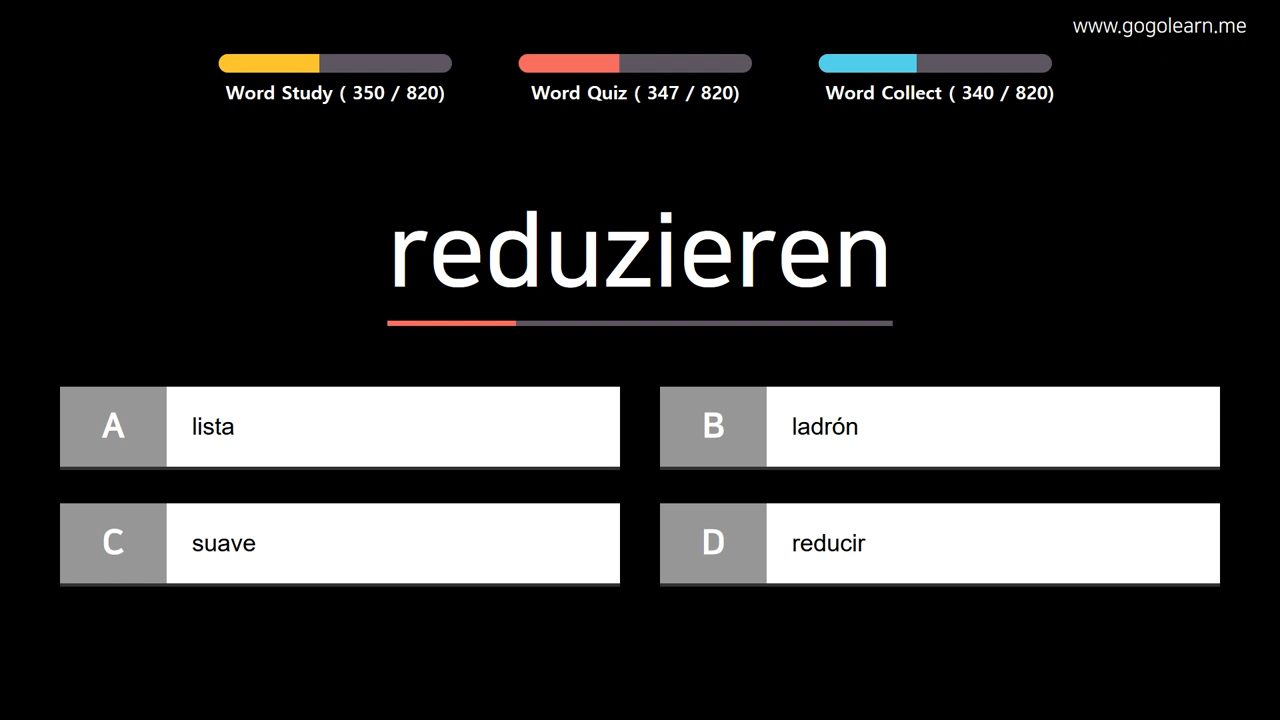 www.gogolearn.me
Word Study ( 350 / 820)
Word Quiz ( 347 / 820)
Word Collect ( 340 / 820)
reduzieren
A lista
B ladrón
C suave
D reducir